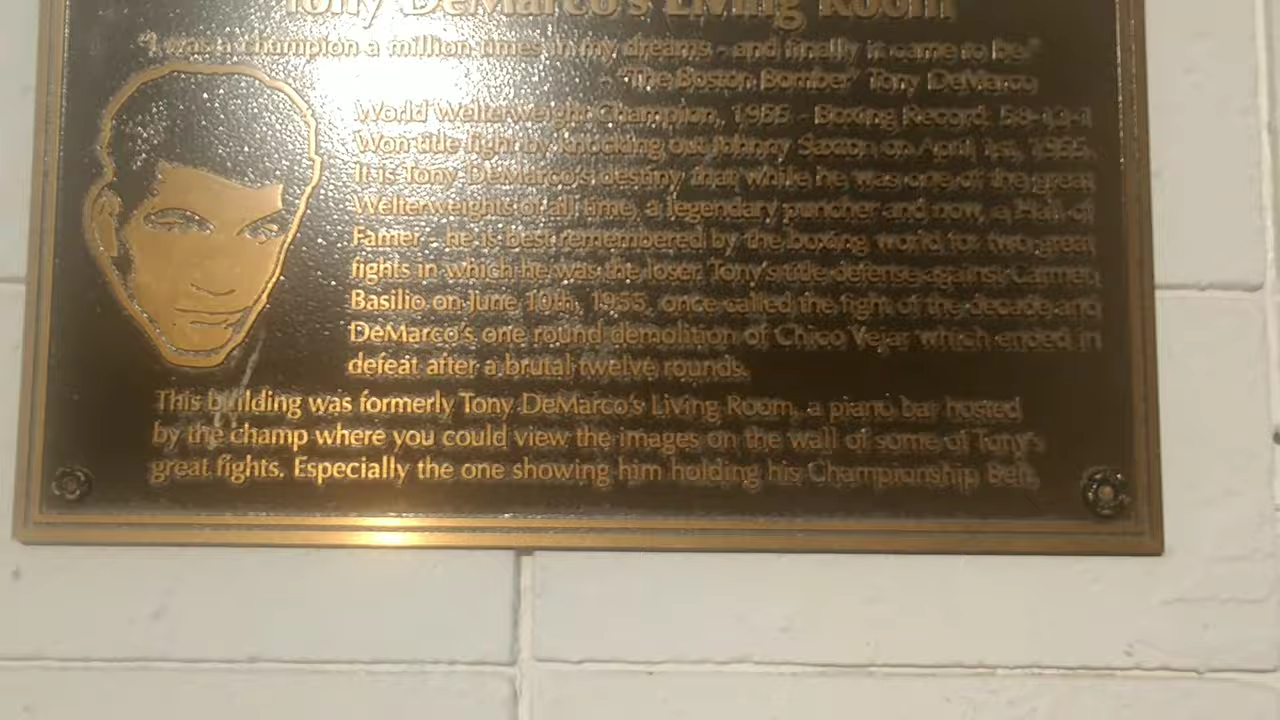 Tony DeMarco's Living Room
"I was a champion a million times in my dreams - and finally it came to be."
- "The Boston Bomber" Tony DeMarco
World Welterweight Champion, 1955 - Boxing Record: 58-12-1
Won title fight by knocking out Johnny Saxton on April 1st, 1955.
It is Tony DeMarco's destiny that while he was one of the great
Welterweights of all time, a legendary puncher and now, a Hall of
Famer - he is best remembered by the boxing world for two great
fights in which he was the loser. Tony's title defense against Carmen
Basilio on June 10th, 1955, once called the fight of the decade and
DeMarco's one round demolition of Chico Vejar which ended in
defeat after a brutal twelve rounds.
This building was formerly Tony DeMarco's Living Room, a piano bar hosted
by the champ where you could view the images on the wall of some of Tony's
great fights. Especially the one showing him holding his Championship Belt.